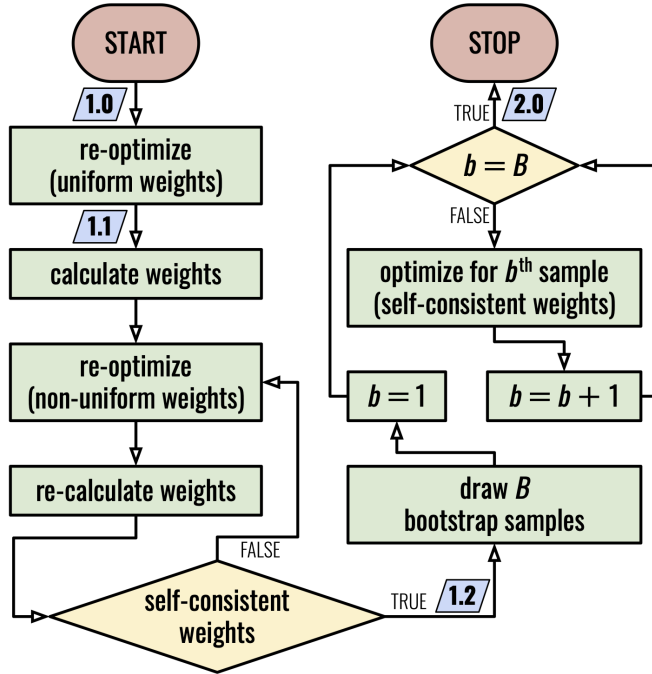 START
1.0
re-optimize
(uniform weights)
1.1
calculate weights
re-optimize
(non-uniform weights)
re-calculate weights
FALSE
self-consistent
weights
TRUE
1.2
STOP
TRUE
2.0
b = B
FALSE
optimize for bᵗʰ sample
(self-consistent weights)
b = 1
b = b + 1
draw B
bootstrap samples